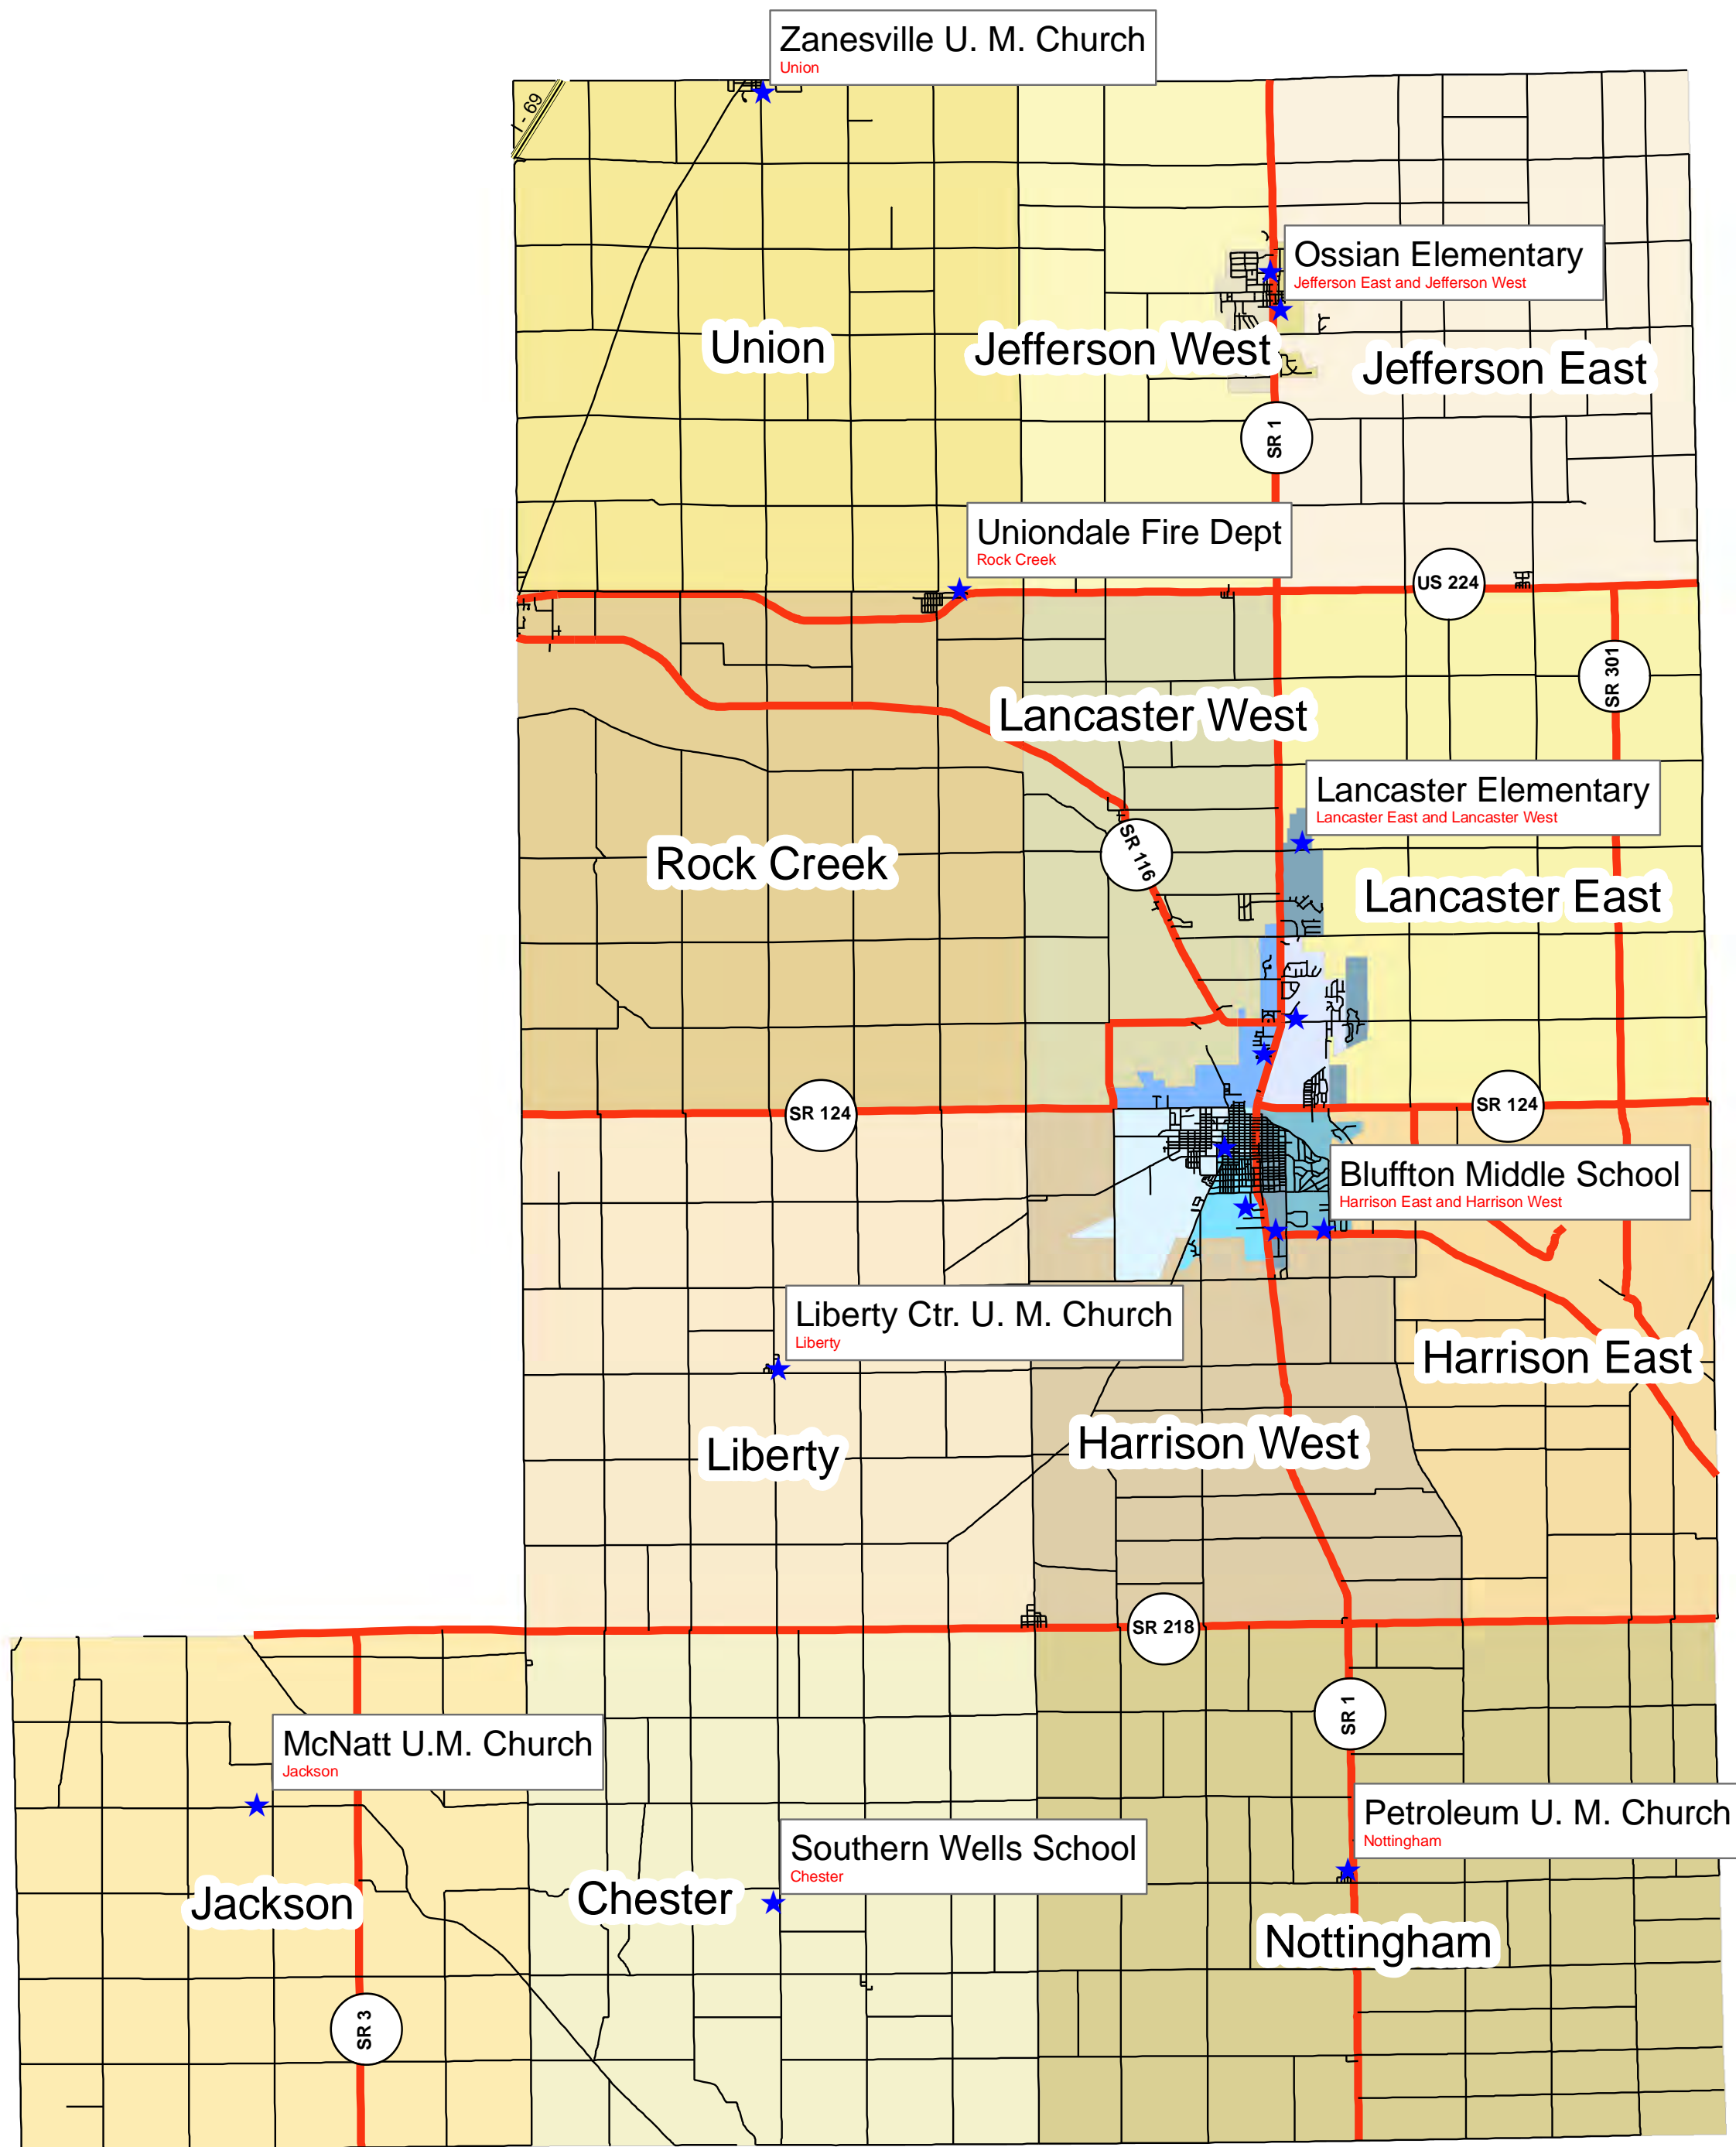 Zanesville U. M. Church
Union
I - 69
Ossian Elementary
Jefferson East and Jefferson West
Union
Jefferson West
Jefferson East
SR 1
Uniondale Fire Dept
Rock Creek
US 224
SR 301
Lancaster West
Lancaster Elementary
Lancaster East and Lancaster West
SR 116
Rock Creek
Lancaster East
SR 124
SR 124
Bluffton Middle School
Harrison East and Harrison West
Liberty Ctr. U. M. Church
Liberty
Harrison East
Harrison West
Liberty
SR 218
SR 1
McNatt U.M. Church
Jackson
Petroleum U. M. Church
Nottingham
Southern Wells School
Chester
Jackson
Chester
Nottingham
SR 3